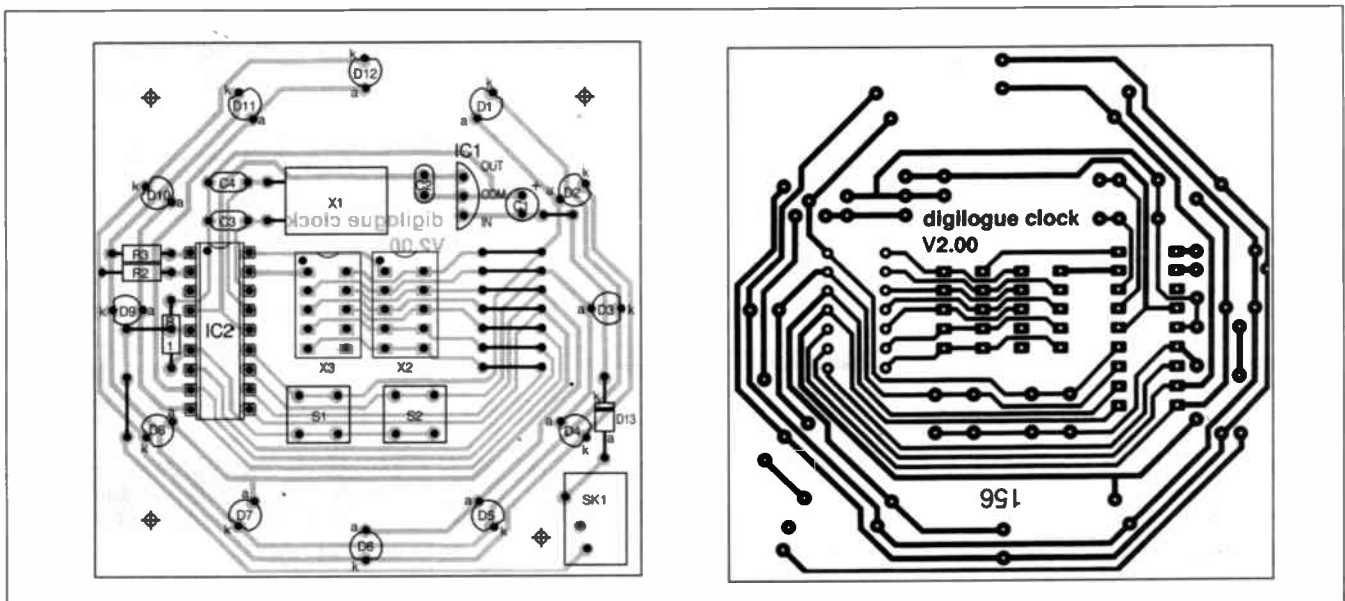 k
D12
a
k
D11
a
k
D1
a
IC1
OUT
COM
IN
k
D10
a
C4
X1
C3
+
k
D2
digilogue clock
V2.00
R3
R2
k
D9
a
R
1
IC2
X3
X2
a
D3
k
S1
S2
k
D13
a
a
D8
k
a
D4
k
a
D7
k
a
D6
k
a
D5
k
SK1
digilogue clock
V2.00
156